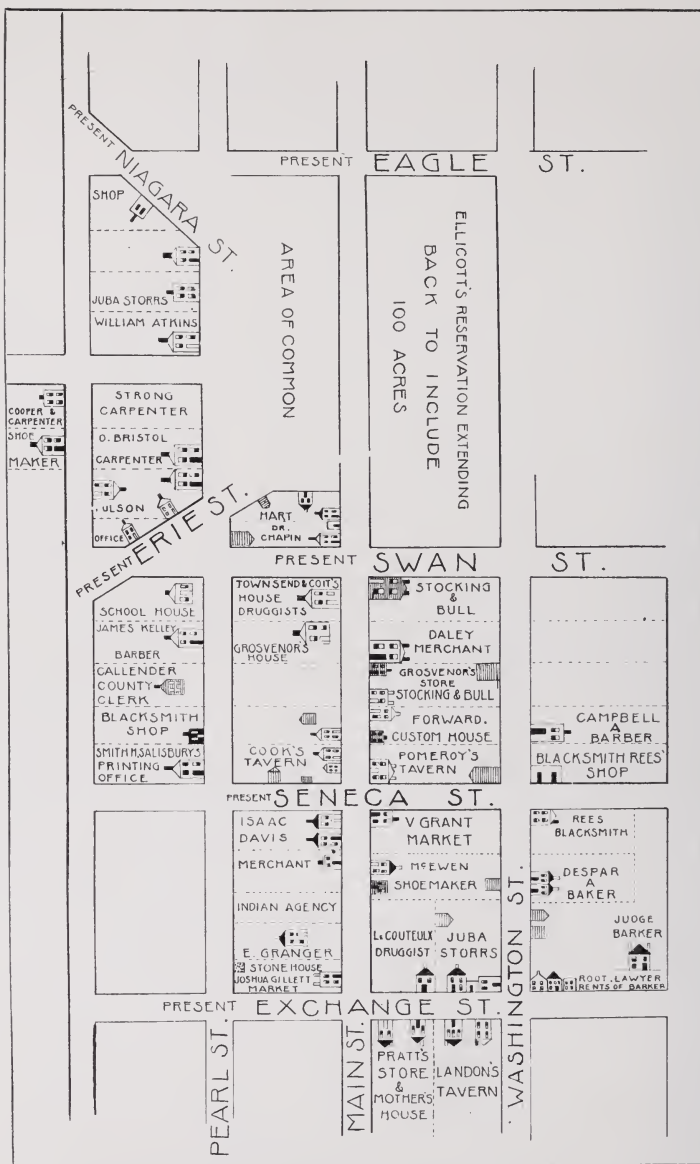 PRESENT
NIAGARA ST.
PRESENT EAGLE ST.
SHOP
JUBA STORRS
WILLIAM ATKINS
AREA OF COMMON
ELLICOTT'S RESERVATION EXTENDING
BACK TO INCLUDE
100 ACRES
COOPER &
CARPENTER
SHOE
MAKER
STRONG
CARPENTER
O. BRISTOL
CARPENTER
ULSON
OFFICE
PRESENT ERIE ST.
MART
DR.
CHAPIN
PRESENT SWAN ST.
SCHOOL HOUSE
JAMES KELLEY
BARBER
CALLENDER
COUNTY
CLERK
BLACKSMITH
SHOP
SMITH H. SALISBURY'S
PRINTING
OFFICE
TOWNSEND & COIT'S
HOUSE
DRUGGISTS
GROSVENOR'S
HOUSE
COOK'S
TAVERN
STOCKING
&
BULL
DALEY
MERCHANT
GROSVENOR'S
STORE
STOCKING & BULL
FORWARD.
CUSTOM HOUSE
POMEROY'S
TAVERN
CAMPBELL
A
BARBER
BLACKSMITH REES'
SHOP
PRESENT SENECA ST.
ISAAC
DAVIS
MERCHANT
INDIAN AGENCY
E. GRANGER
STONE HOUSE
JOSHUA GILLETT
MARKET
V GRANT
MARKET
McEWEN
SHOEMAKER
LeCOUTEULX
DRUGGIST
JUBA
STORRS
WASHINGTON ST.
REES
BLACKSMITH
DESPAR
A
BAKER
JUDGE
BARKER
ROOT. LAWYER
RENTS OF BARKER
PRESENT EXCHANGE ST.
PEARL ST.
MAIN ST.
PRATT'S
STORE
&
MOTHER'S
HOUSE
LANDON'S
TAVERN